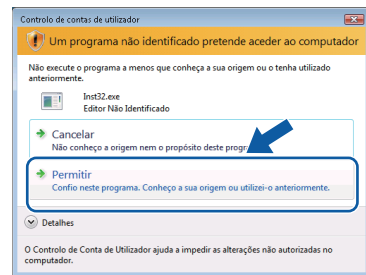 Controlo de contas de utilizador
Um programa não identificado pretende aceder ao computador
Não execute o programa a menos que conheça a sua origem ou o tenha utilizado
anteriormente.
Inst32.exe
Editor Não Identificado
Cancelar
Não conheço a origem nem o propósito deste
Permitir
Confio neste programa. Conheço a sua origem ou utilizei-o anteriormente.
Detalhes
O Controlo de Conta de Utilizador ajuda a impedir as alterações não autorizadas no
computador.